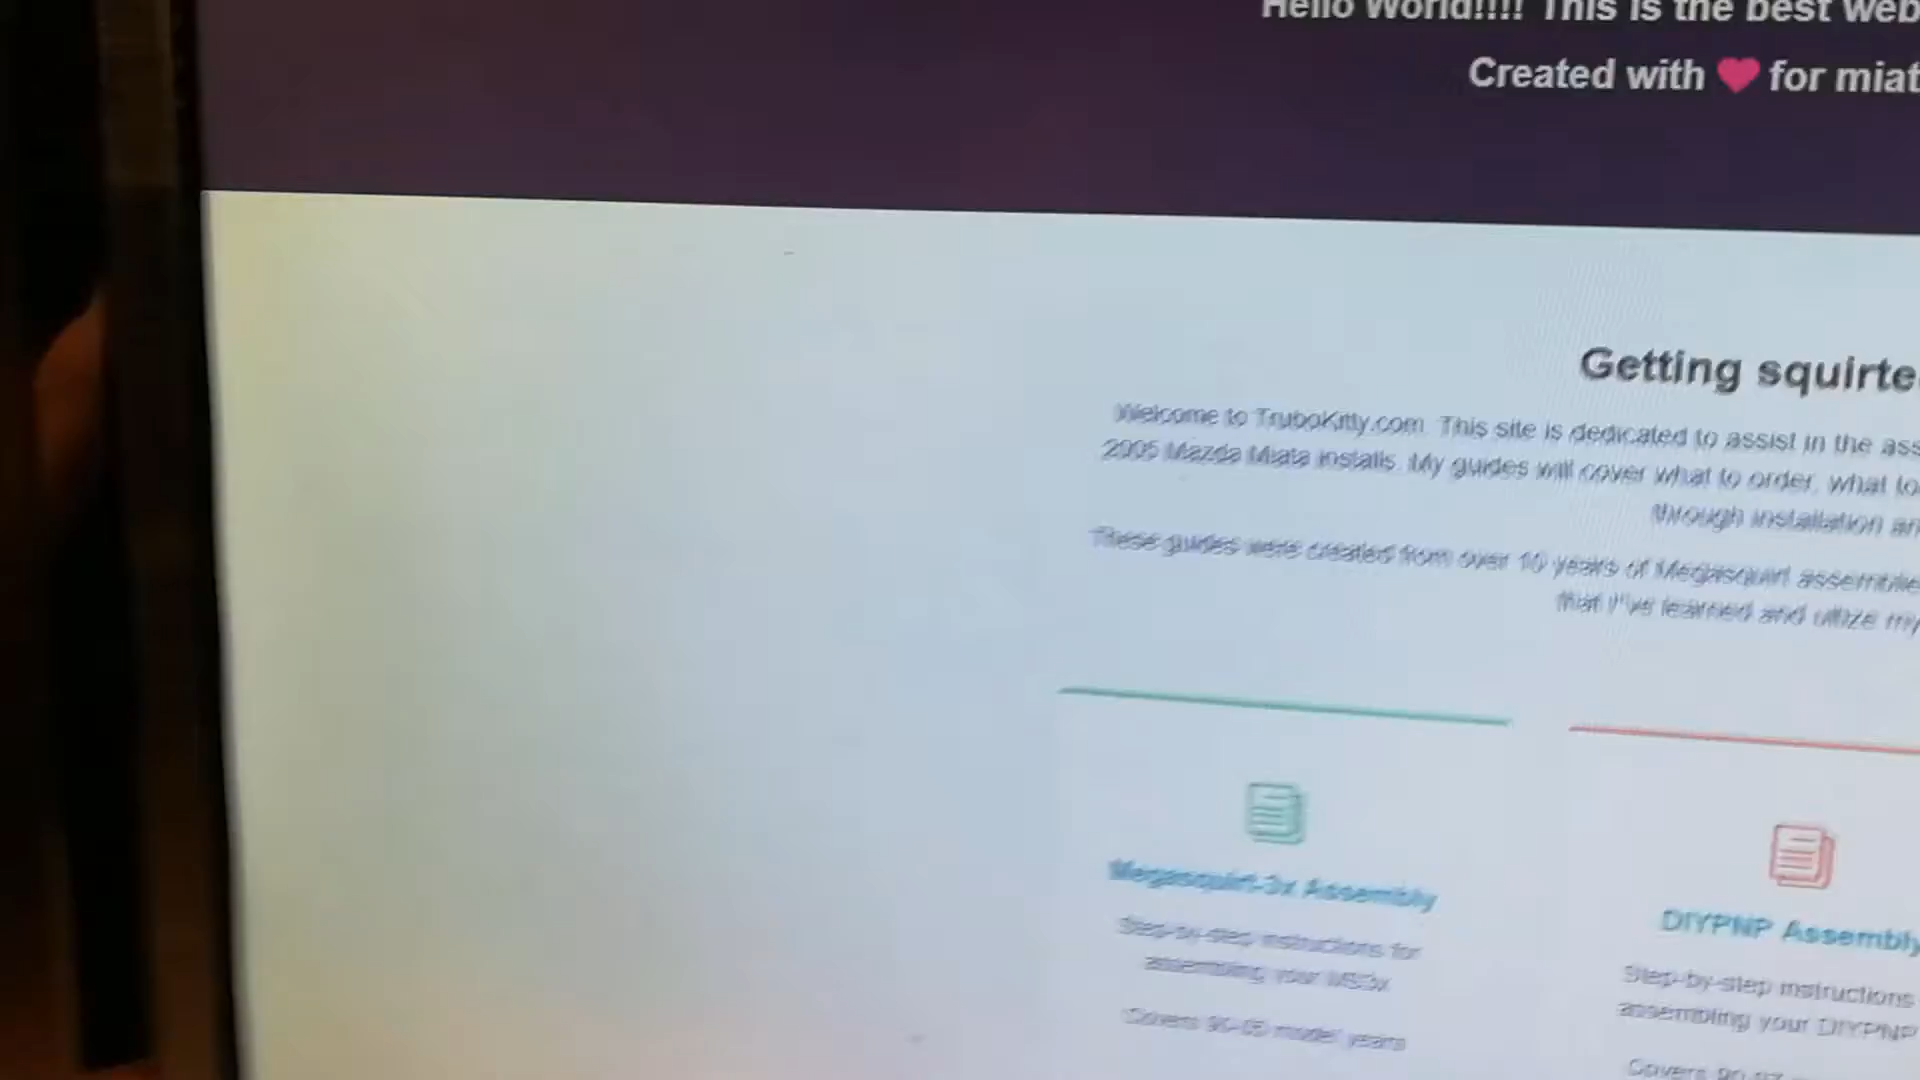 Hello World!!!! This is the best web
Created with ❤ for miat
Getting squirte
Welcome to TruboKitty.com. This site is dedicated to assist in the ass
2005 Mazda Miata installs. My guides will cover what to order, what to
through installation an
These guides were created from over 10 years of Megasquirt assemblie
that I've learned and utilize my
Megasquirt-3x Assembly
DIYPNP Assembly
Step-by-step instructions for
assembling your MS3x
Step-by-step instructions
assembling your DIYPNP
Covers model years
Covers